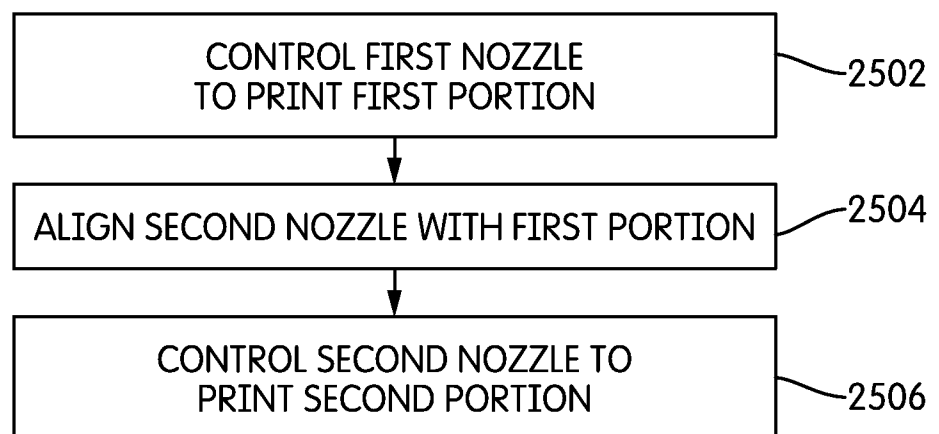 CONTROL FIRST NOZZLE
TO PRINT FIRST PORTION
2502
ALIGN SECOND NOZZLE WITH FIRST PORTION
2504
CONTROL SECOND NOZZLE TO
PRINT SECOND PORTION
2506